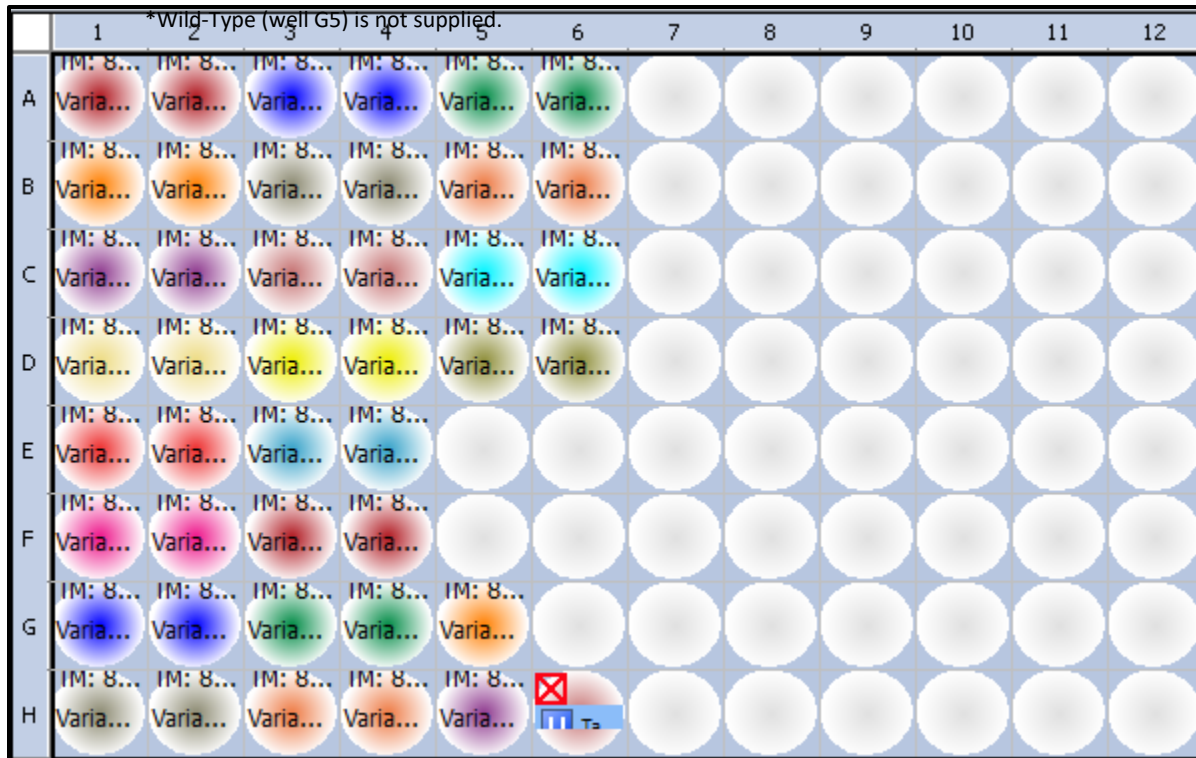 *Wild-Type (well G5) is not supplied.
1 2 3 4 5 6 7 8 9 10 11 12
IM: 8... IM: 8... IM: 8... IM: 8... IM: 8... IM: 8...
A Varia... Varia... Varia... Varia... Varia... Varia...
IM: 8... IM: 8... IM: 8... IM: 8... IM: 8... IM: 8...
B Varia... Varia... Varia... Varia... Varia... Varia...
IM: 8... IM: 8... IM: 8... IM: 8... IM: 8... IM: 8...
C Varia... Varia... Varia... Varia... Varia... Varia...
IM: 8... IM: 8... IM: 8... IM: 8... IM: 8... IM: 8...
D Varia... Varia... Varia... Varia... Varia... Varia...
IM: 8... IM: 8... IM: 8... IM: 8...
E Varia... Varia... Varia... Varia...
IM: 8... IM: 8... IM: 8... IM: 8...
F Varia... Varia... Varia... Varia...
IM: 8... IM: 8... IM: 8... IM: 8... IM: 8...
G Varia... Varia... Varia... Varia... Varia...
IM: 8... IM: 8... IM: 8... IM: 8... IM: 8...
H Varia... Varia... Varia... Varia... Varia... U Ta